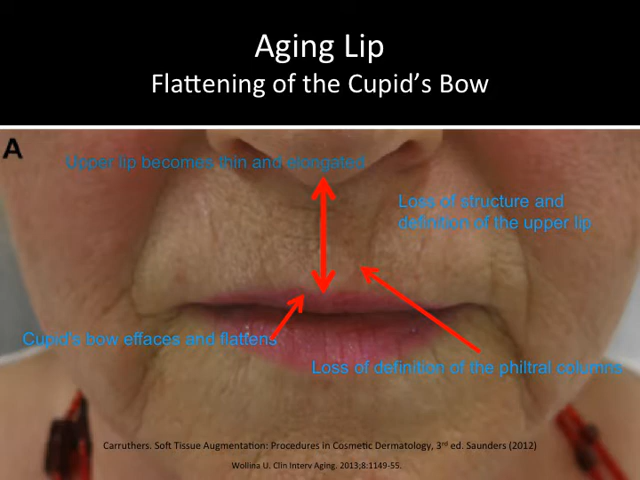 Aging Lip
Flattening of the Cupid's Bow
A
Upper lip becomes thin and elongated
Loss of structure and
definition of the upper lip
Cupid's bow effaces and flattens
Loss of definition of the philtral columns
Carruthers. Soft Tissue Augmentation: Procedures in Cosmetic Dermatology, 3rd ed. Saunders (2012)
Wollina U. Clin Interv Aging. 2013;8:1149-55.